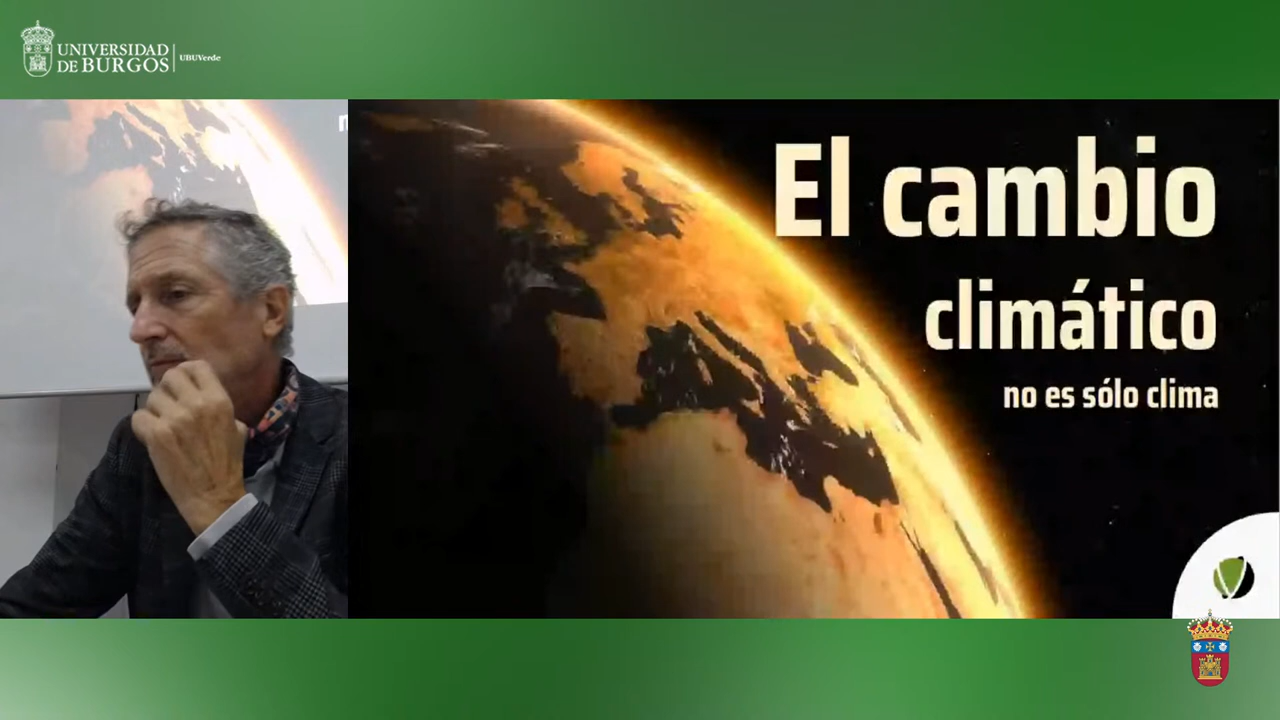 UNIVERSIDAD
DE BURGOS
UBUVerde
El cambio
climático
no es sólo clima